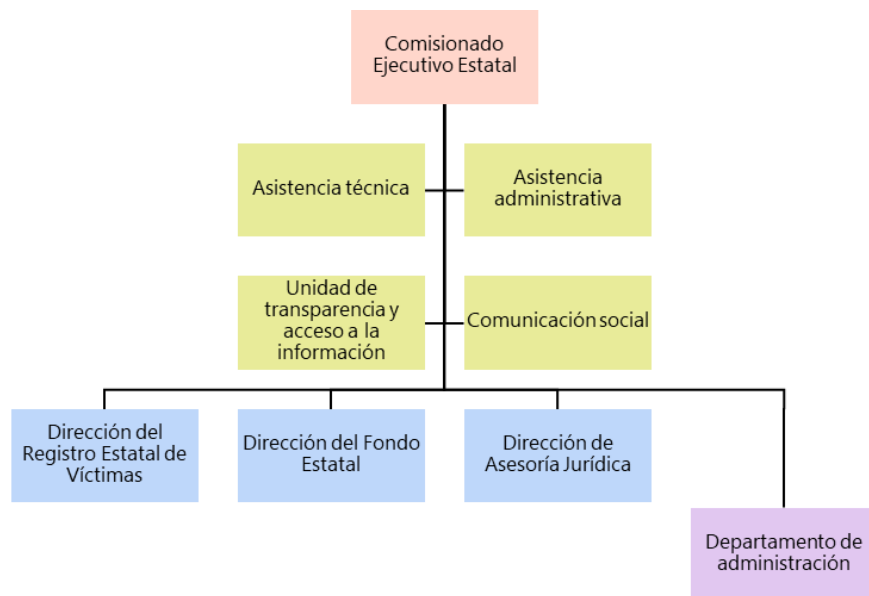 Comisionado
Ejecutivo Estatal
Asistencia técnica
Asistencia
administrativa
Unidad de
transparencia y
acceso a la
información
Comunicación social
Dirección del
Registro Estatal de
Víctimas
Dirección del Fondo
Estatal
Dirección de
Asesoría Jurídica
Departamento de
administración